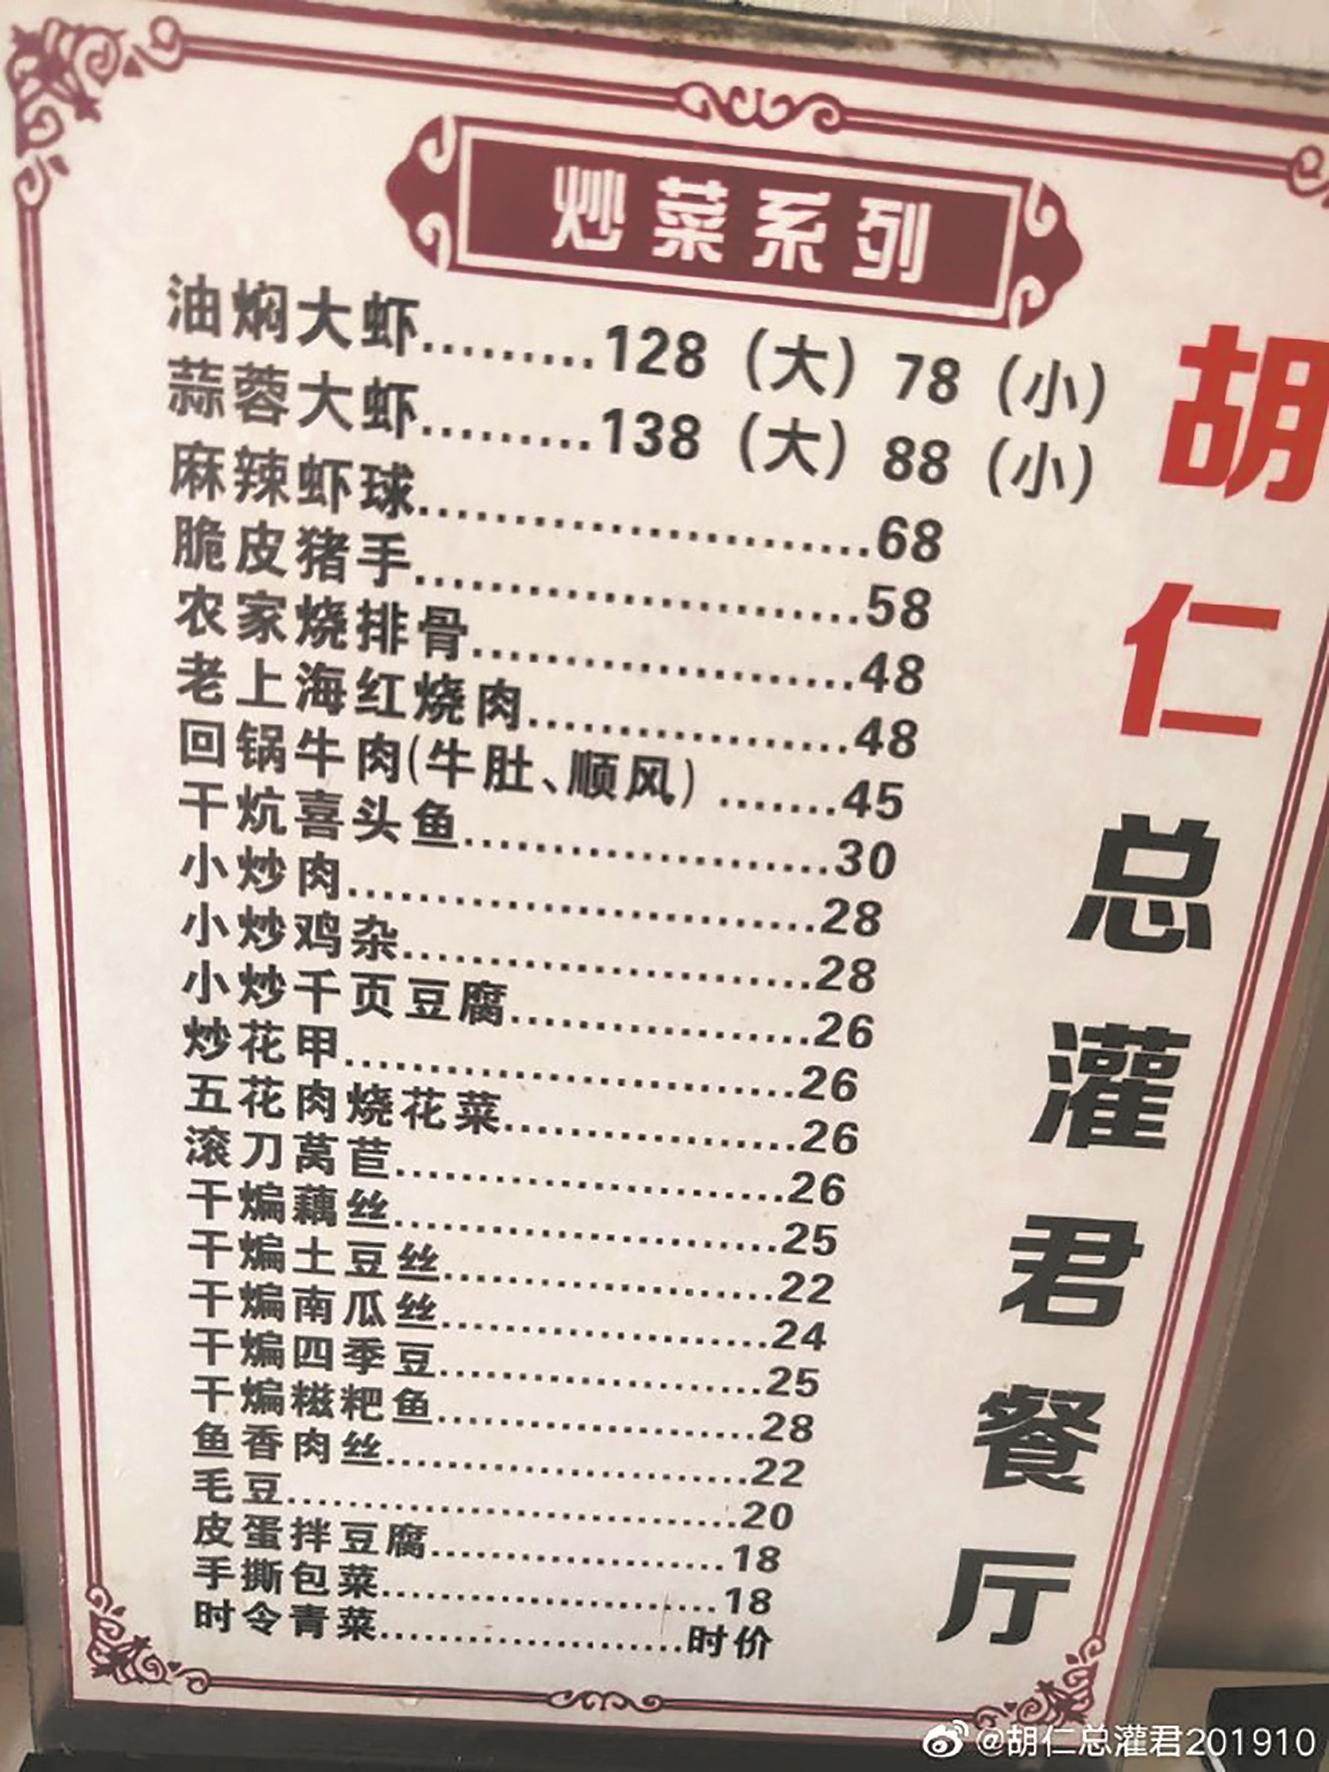 炒菜系列
油焖大虾.........128（大）78（小）
蒜蓉大虾.........138（大）88（小）
麻辣虾球........................68
脆皮猪手........................58
农家烧排骨....................48
老上海红烧肉.................48
回锅牛肉(牛肚、顺风) .......45
干炕喜头鱼....................30
小炒肉..........................28
小炒鸡杂.......................28
小炒千页豆腐................26
炒花甲..........................26
五花肉烧花菜.................26
滚刀莴苣.......................26
干煸藕丝.......................25
干煸土豆丝....................22
干煸南瓜丝....................24
干煸四季豆....................25
干煸糍粑鱼....................28
鱼香肉丝.......................22
毛豆.............................20
皮蛋拌豆腐...................18
手撕包菜.......................18
时令青菜.....................时价
胡仁总灌君餐厅
@胡仁总灌君201910